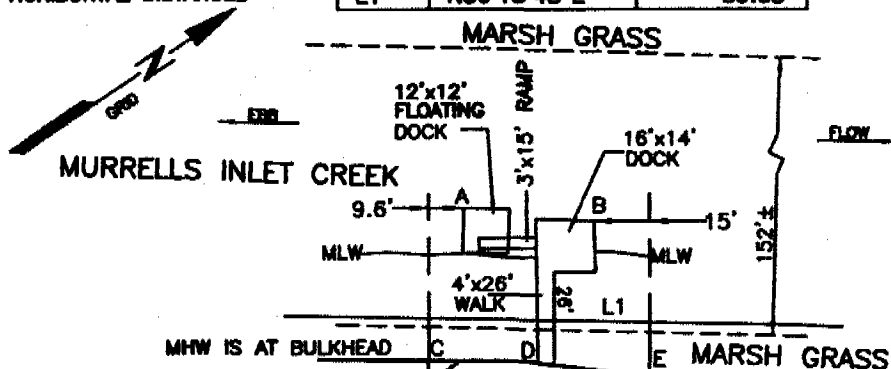 MARSH GRASS
N
GRID
12'x12'
FLOATING
DOCK
3'x15' RAMP
16'x14'
DOCK
EBB
FLOW
MURRELLS INLET CREEK
9.6'
A
B
15'
152'±
MLW
MLW
4'x26'
WALK
26'
L1
MHW IS AT BULKHEAD
C
D
E
MARSH GRASS